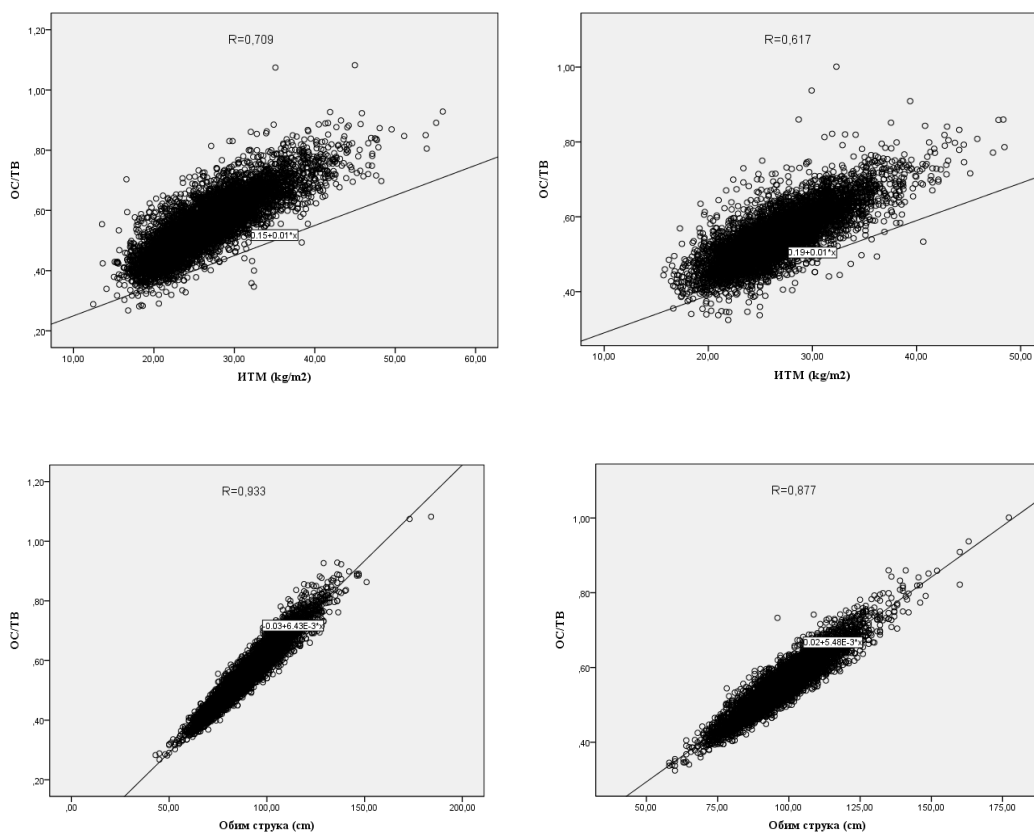 R=0,709
1,20
1,00
,80
,60
,40
,20
ОС/ТВ
0.15+0.01*x
10,00 20,00 30,00 40,00 50,00 60,00
ИТМ (kg/m2)
R=0,617
1,00
,80
,60
,40
ОС/ТВ
0.19+0.01*x
10,00 20,00 30,00 40,00 50,00
ИТМ (kg/m2)
R=0,933
1,20
1,00
,80
,60
,40
,20
ОС/ТВ
-0.03+6.43E-3*x
,00 50,00 100,00 150,00 200,00
Обим струка (cm)
R=0,877
1,00
,80
,60
,40
ОС/ТВ
0.02+5.48E-3*x
50,00 75,00 100,00 125,00 150,00 175,00
Обим струка (cm)